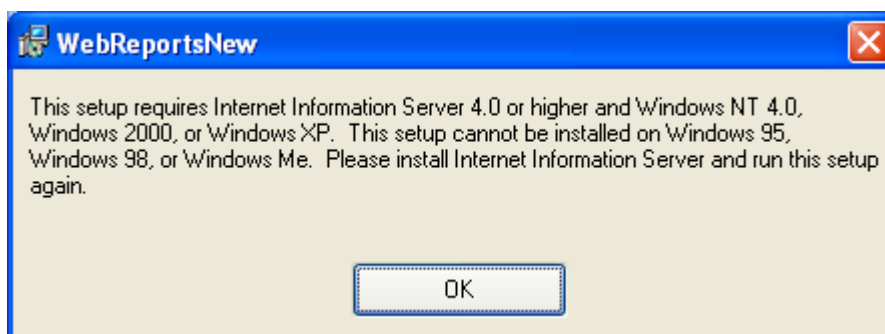 WebReportsNew
This setup requires Internet Information Server 4.0 or higher and Windows NT 4.0,
Windows 2000, or Windows XP.  This setup cannot be installed on Windows 95,
Windows 98, or Windows Me.  Please install Internet Information Server and run this setup
again.
OK